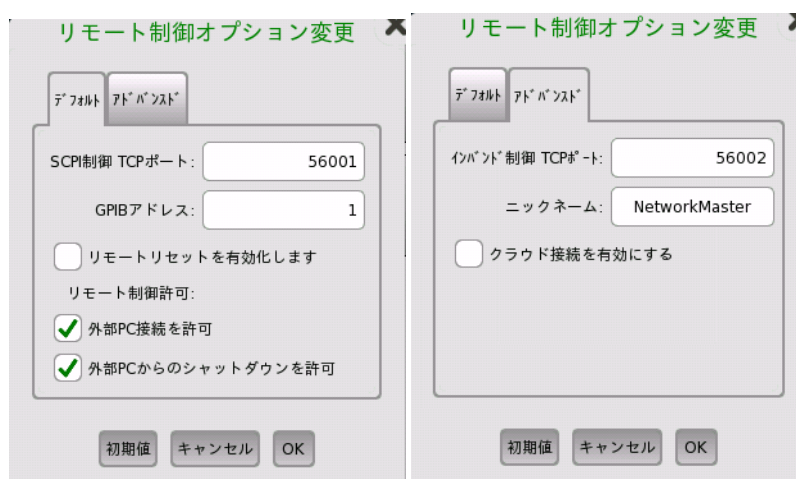 リモート制御オプション変更
デフォルト
アドバンスド
SCPI制御 TCPポート:
56001
GPIBアドレス:
1
リモートリセットを有効化します
リモート制御許可:
外部PC接続を許可
外部PCからのシャットダウンを許可
初期値
キャンセル
OK
リモート制御オプション変更
デフォルト
アドバンスド
インバンド制御 TCPポート:
56002
ニックネーム:
NetworkMaster
クラウド接続を有効にする
初期値
キャンセル
OK